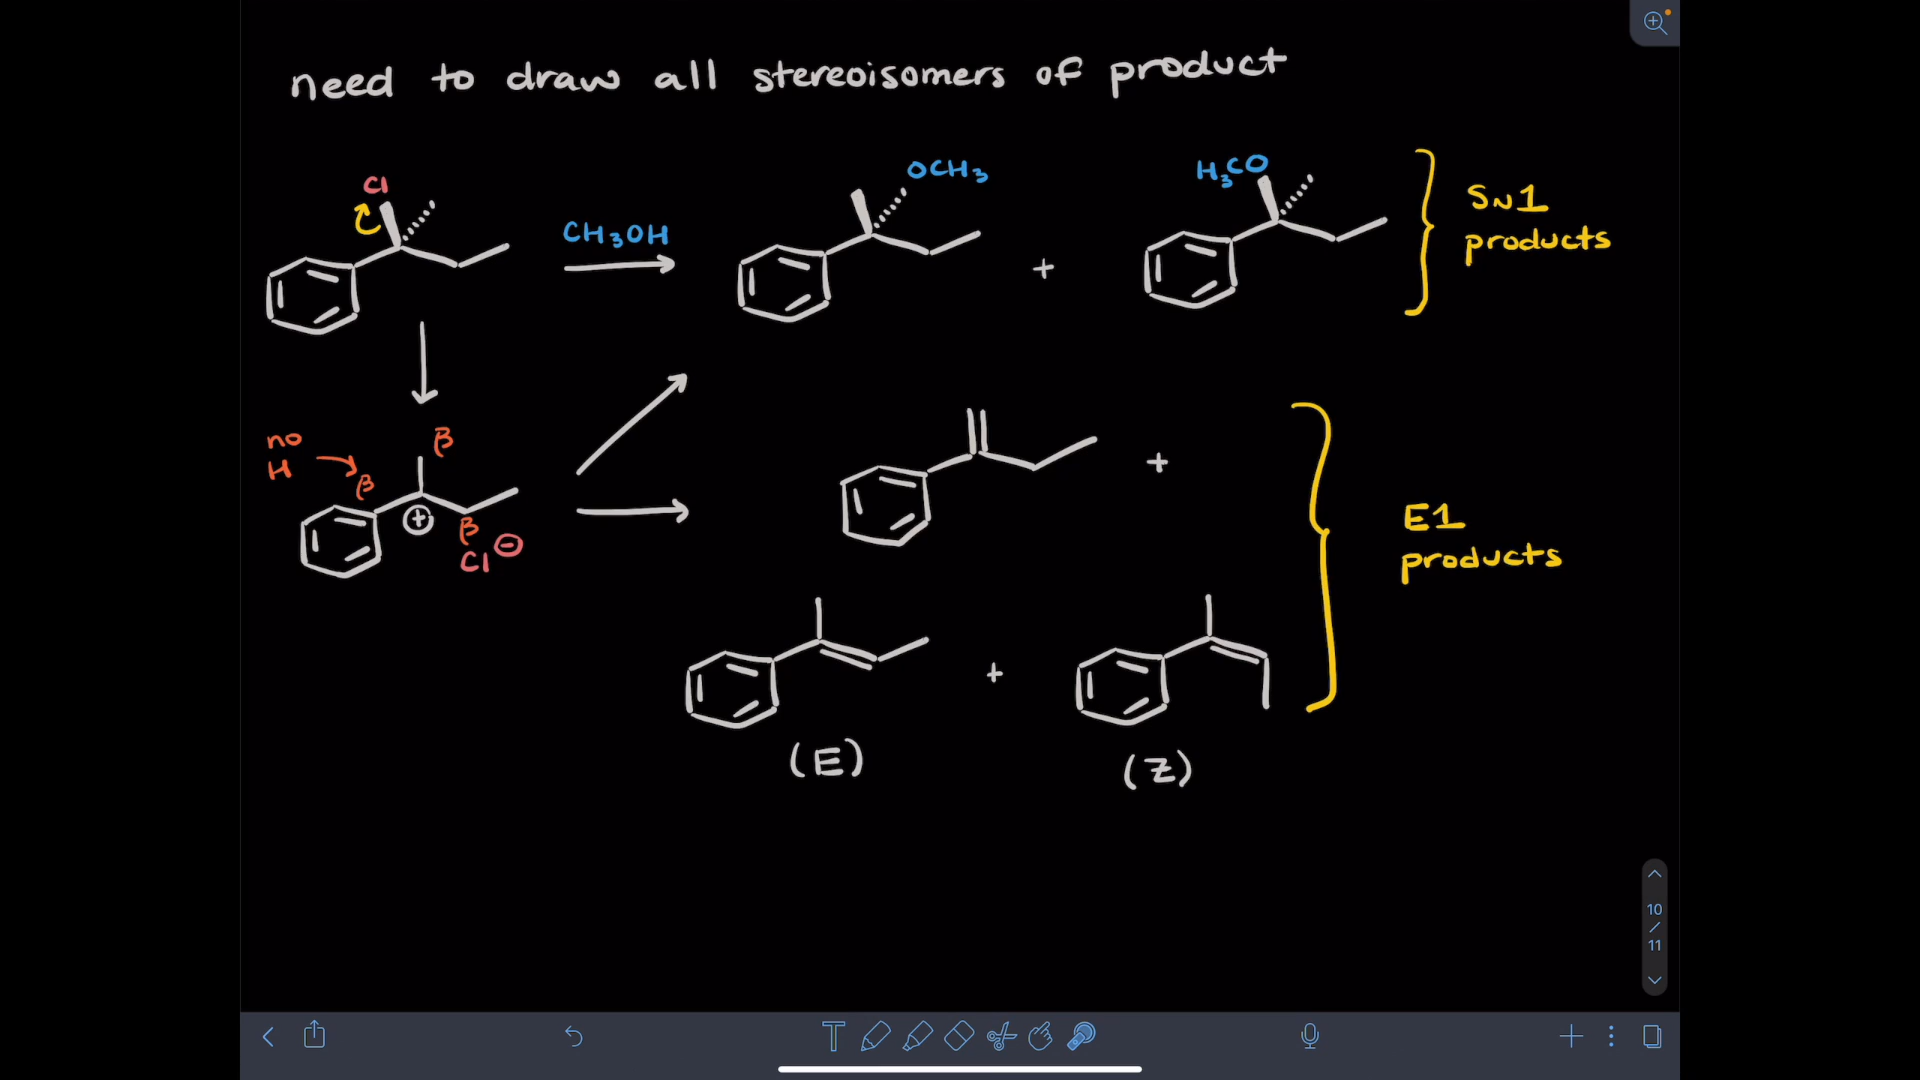 need to draw all stereoisomers of product
Cl
CH₃OH
OCH₃
+
H₃CO
SN1
products
no
H
β
β
+
β
Cl⊖
+
E1
products
+
(E)
(Z)
10
/
11
T